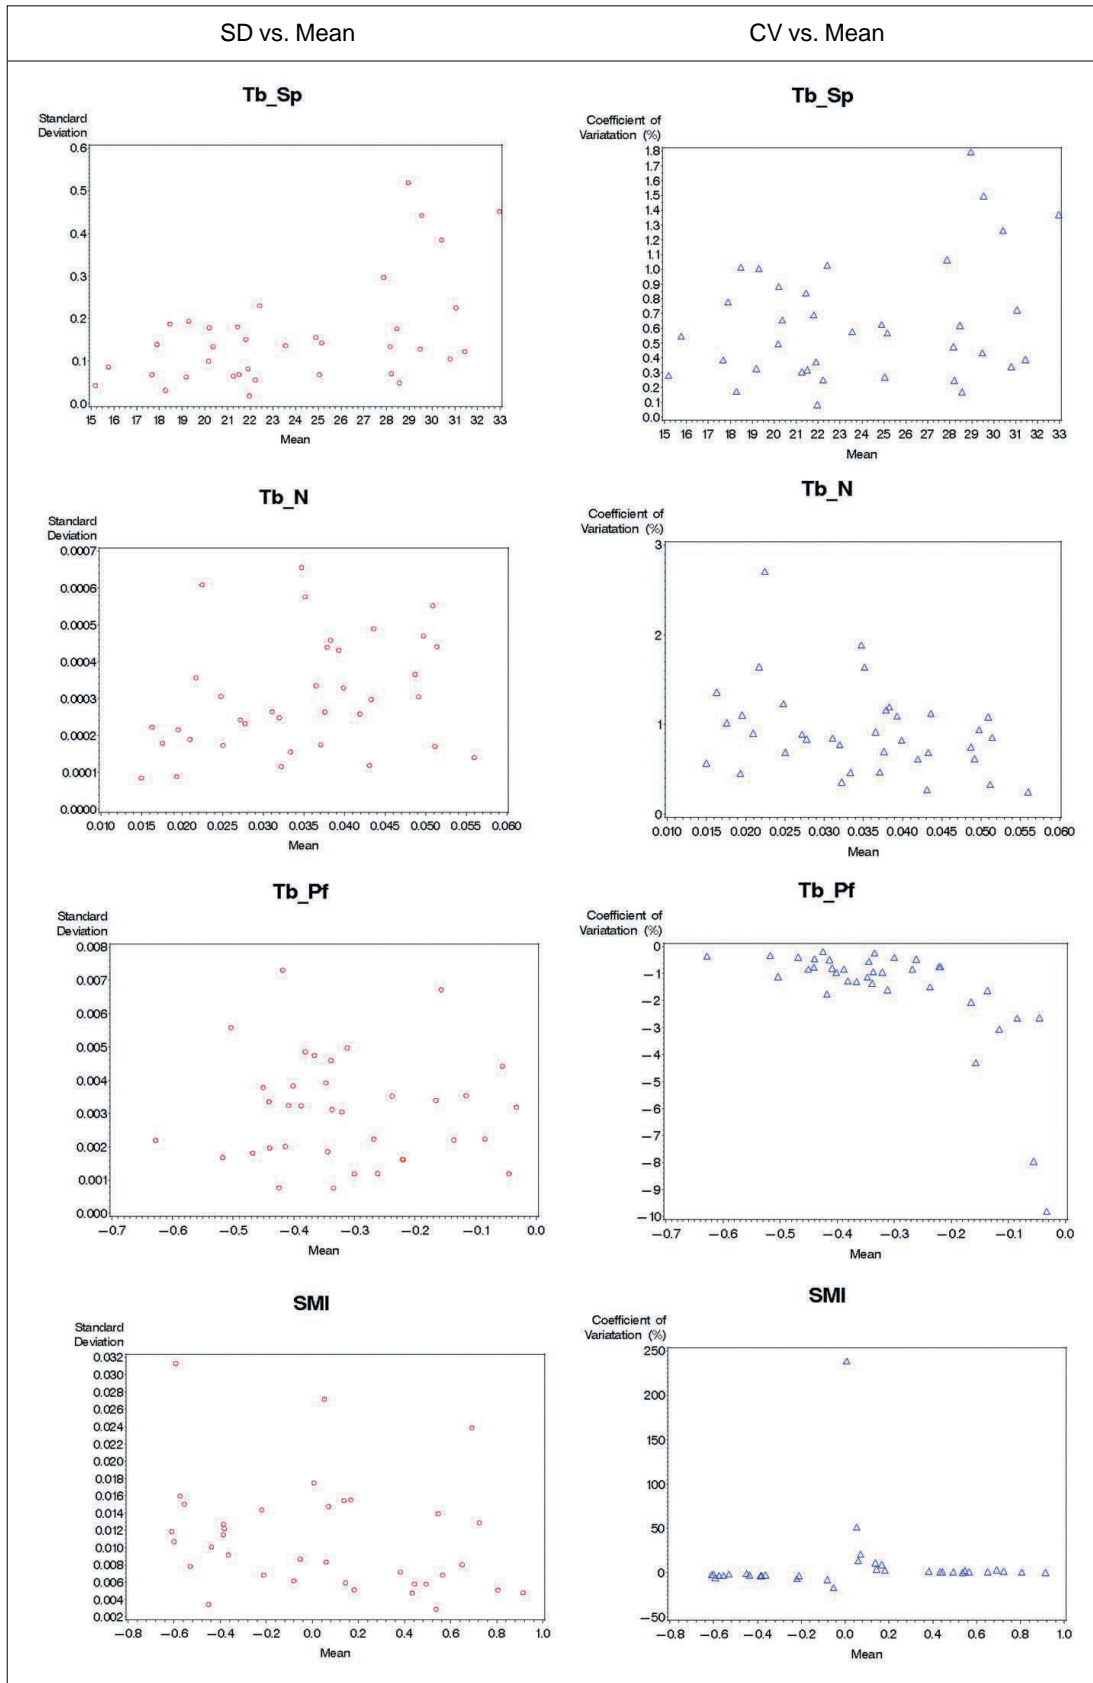 SD vs. Mean
CV vs. Mean
Tb_Sp
Standard
Deviation
0.6
0.5
0.4
0.3
0.2
0.1
0.0
15 16 17 18 19 20 21 22 23 24 25 26 27 28 29 30 31 32 33
Mean
Tb_Sp
Coefficient of
Variatation (%)
1.8
1.7
1.6
1.5
1.4
1.3
1.2
1.1
1.0
0.9
0.8
0.7
0.6
0.5
0.4
0.3
0.2
0.1
0.0
15 16 17 18 19 20 21 22 23 24 25 26 27 28 29 30 31 32 33
Mean
Tb_N
Standard
Deviation
0.0007
0.0006
0.0005
0.0004
0.0003
0.0002
0.0001
0.0000
0.010 0.015 0.020 0.025 0.030 0.035 0.040 0.045 0.050 0.055 0.060
Mean
Tb_N
Coefficient of
Variatation (%)
3
2
1
0
0.010 0.015 0.020 0.025 0.030 0.035 0.040 0.045 0.050 0.055 0.060
Mean
Tb_Pf
Standard
Deviation
0.008
0.007
0.006
0.005
0.004
0.003
0.002
0.001
0.000
−0.7 −0.6 −0.5 −0.4 −0.3 −0.2 −0.1 0.0
Mean
Tb_Pf
Coefficient of
Variatation (%)
0
−1
−2
−3
−4
−5
−6
−7
−8
−9
−10
−0.7 −0.6 −0.5 −0.4 −0.3 −0.2 −0.1 0.0
Mean
SMI
Standard
Deviation
0.032
0.030
0.028
0.026
0.024
0.022
0.020
0.018
0.016
0.014
0.012
0.010
0.008
0.006
0.004
0.002
−0.8 −0.6 −0.4 −0.2 0.0 0.2 0.4 0.6 0.8 1.0
Mean
SMI
Coefficient of
Variatation (%)
250
200
150
100
50
0
−50
−0.8 −0.6 −0.4 −0.2 0.0 0.2 0.4 0.6 0.8 1.0
Mean